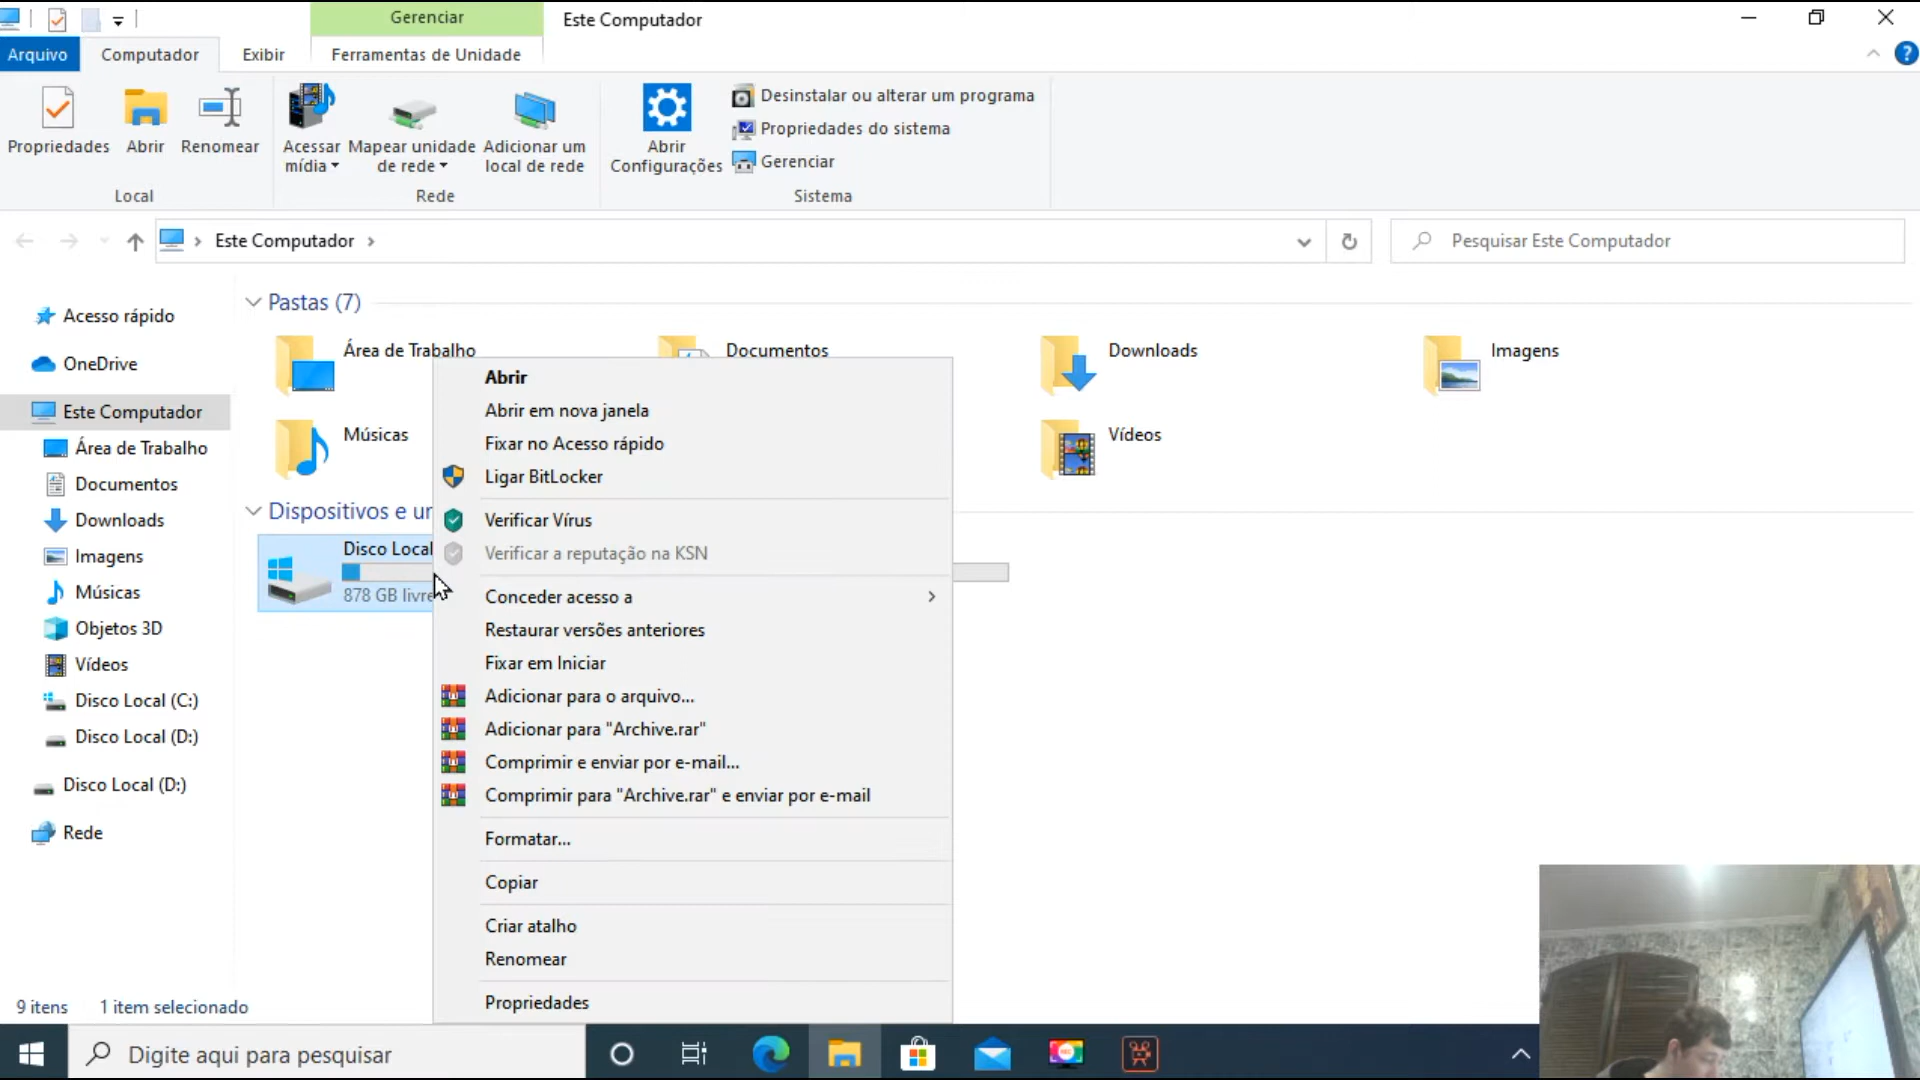 Gerenciar
Este Computador
Arquivo
Computador
Exibir
Ferramentas de Unidade
Propriedades
Abrir
Renomear
Acessar
mídia
Mapear unidade
de rede
Adicionar um
local de rede
Abrir
Configurações
Desinstalar ou alterar um programa
Propriedades do sistema
Gerenciar
Local
Rede
Sistema
Este Computador
Pesquisar Este Computador
Acesso rápido
OneDrive
Este Computador
Área de Trabalho
Documentos
Downloads
Imagens
Músicas
Objetos 3D
Vídeos
Disco Local (C:)
Disco Local (D:)
Disco Local (D:)
Rede
Pastas (7)
Área de Trabalho
Documentos
Downloads
Imagens
Músicas
Vídeos
Dispositivos e
Disco Local
878 GB livre
Abrir
Abrir em nova janela
Fixar no Acesso rápido
Ligar BitLocker
Verificar Vírus
Verificar a reputação na KSN
Conceder acesso a
Restaurar versões anteriores
Fixar em Iniciar
Adicionar para o arquivo...
Adicionar para "Archive.rar"
Comprimir e enviar por e-mail...
Comprimir para "Archive.rar" e enviar por e-mail
Formatar...
Copiar
Criar atalho
Renomear
Propriedades
9 itens
1 item selecionado
Digite aqui para pesquisar